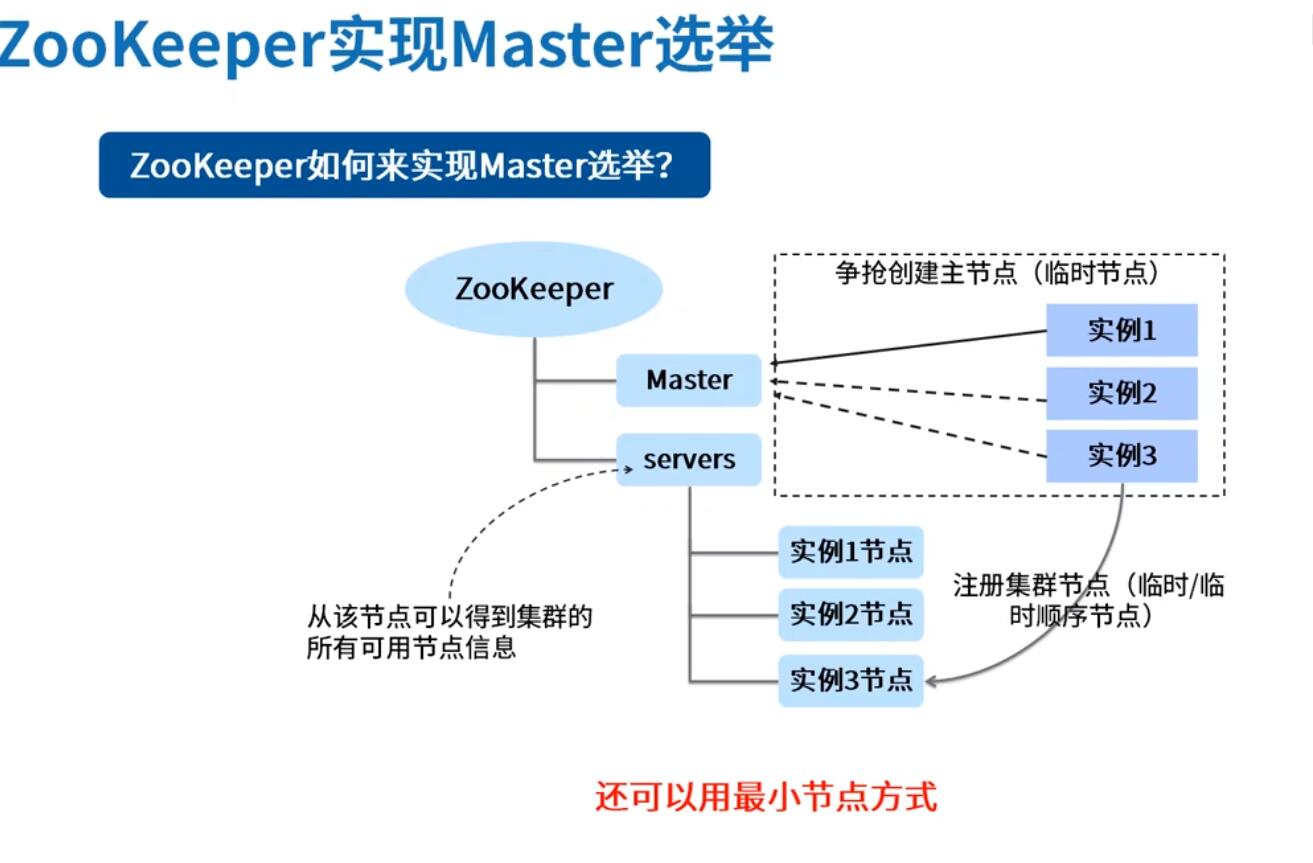 ZooKeeper实现Master选举
ZooKeeper如何来实现Master选举？
ZooKeeper
争抢创建主节点（临时节点）
实例1
Master
实例2
实例3
servers
实例1节点
注册集群节点（临时/临
时顺序节点）
从该节点可以得到集群的
所有可用节点信息
实例2节点
实例3节点
还可以用最小节点方式